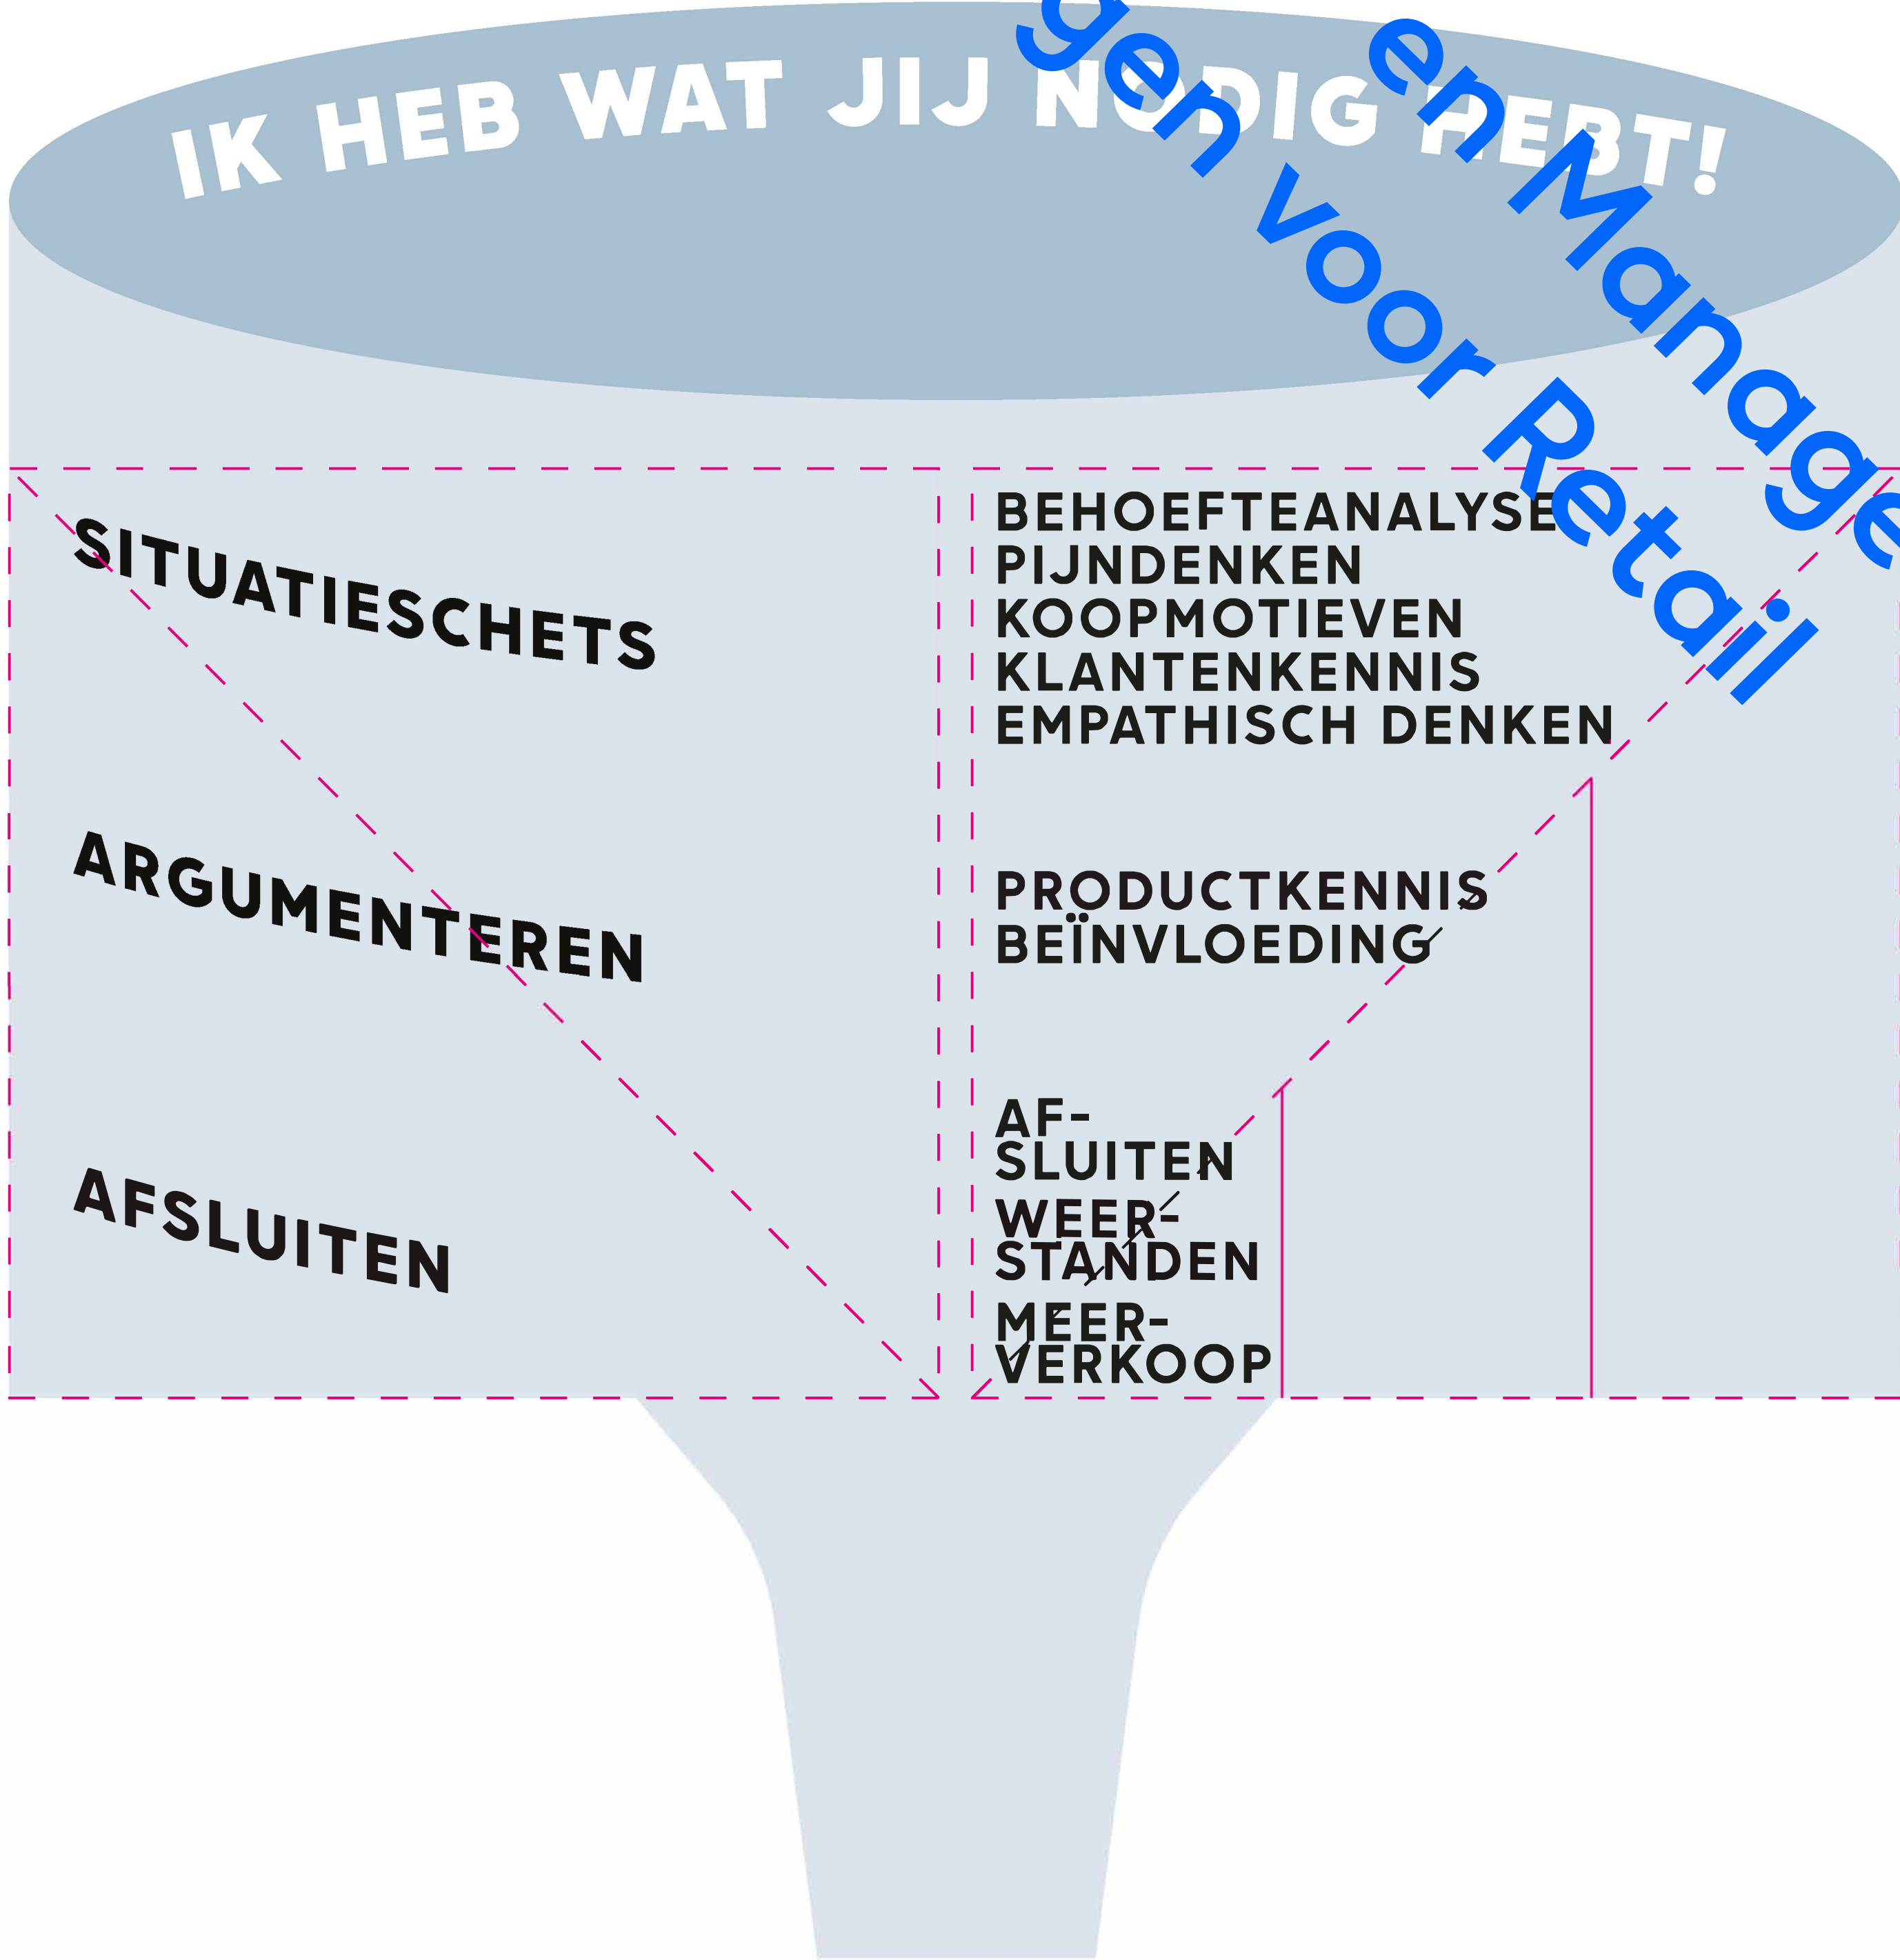 IK HEB WAT JIJ NODIG HEBT!
gen voor Retail
en Manage
SITUATIESCHETS
BEHOEFTEANALYSE
PIJNDENKEN
KOOPMOTIEVEN
KLANTENKENNIS
EMPATHISCH DENKEN
ARGUMENTEREN
PRODUCTKENNIS
BEÏNVLOEDING
AFSLUITEN
AF-
SLUITEN
WEER-
STANDEN
MEER-
VERKOOP